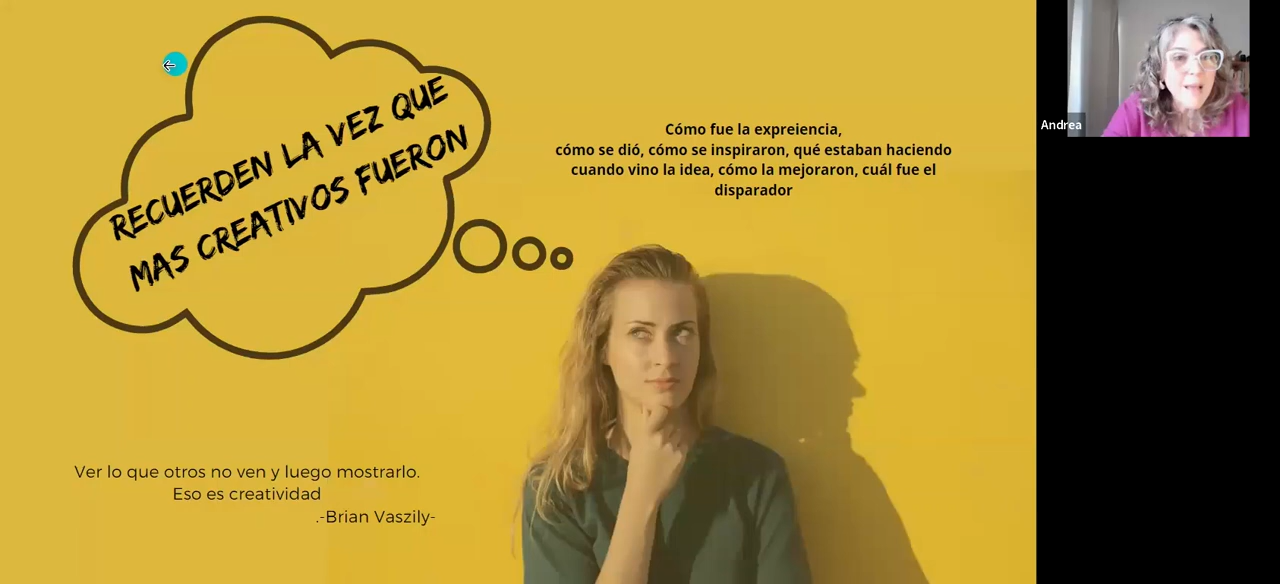 RECUERDEN LA VEZ QUE
MAS CREATIVOS FUERON
Cómo fue la expreiencia,
cómo se dió, cómo se inspiraron, qué estaban haciendo
cuando vino la idea, cómo la mejoraron, cuál fue el
disparador
Ver lo que otros no ven y luego mostrarlo.
Eso es creatividad
.-Brian Vaszily-
Andrea